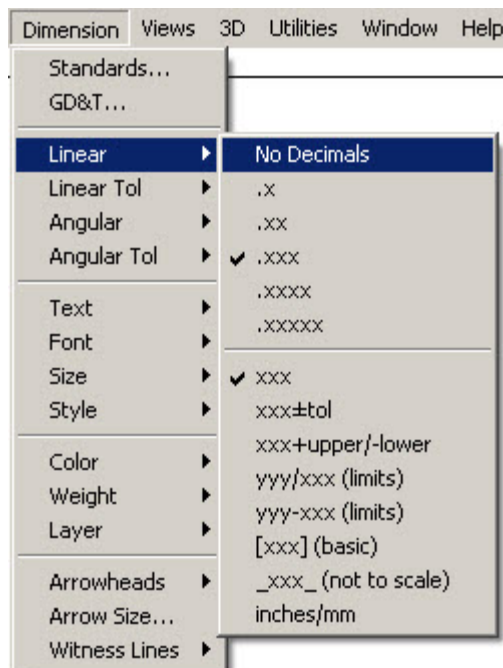 Dimension Views 3D Utilities Window Help
Standards...
GD&T...
Linear
Linear Tol
Angular
Angular Tol
Text
Font
Size
Style
Color
Weight
Layer
Arrowheads
Arrow Size...
Witness Lines
No Decimals
.x
.xx
.xxx
.xxxx
.xxxxx
xxx
xxx±tol
xxx+upper/-lower
yyy/xxx (limits)
yyy-xxx (limits)
[xxx] (basic)
_xxx_ (not to scale)
inches/mm